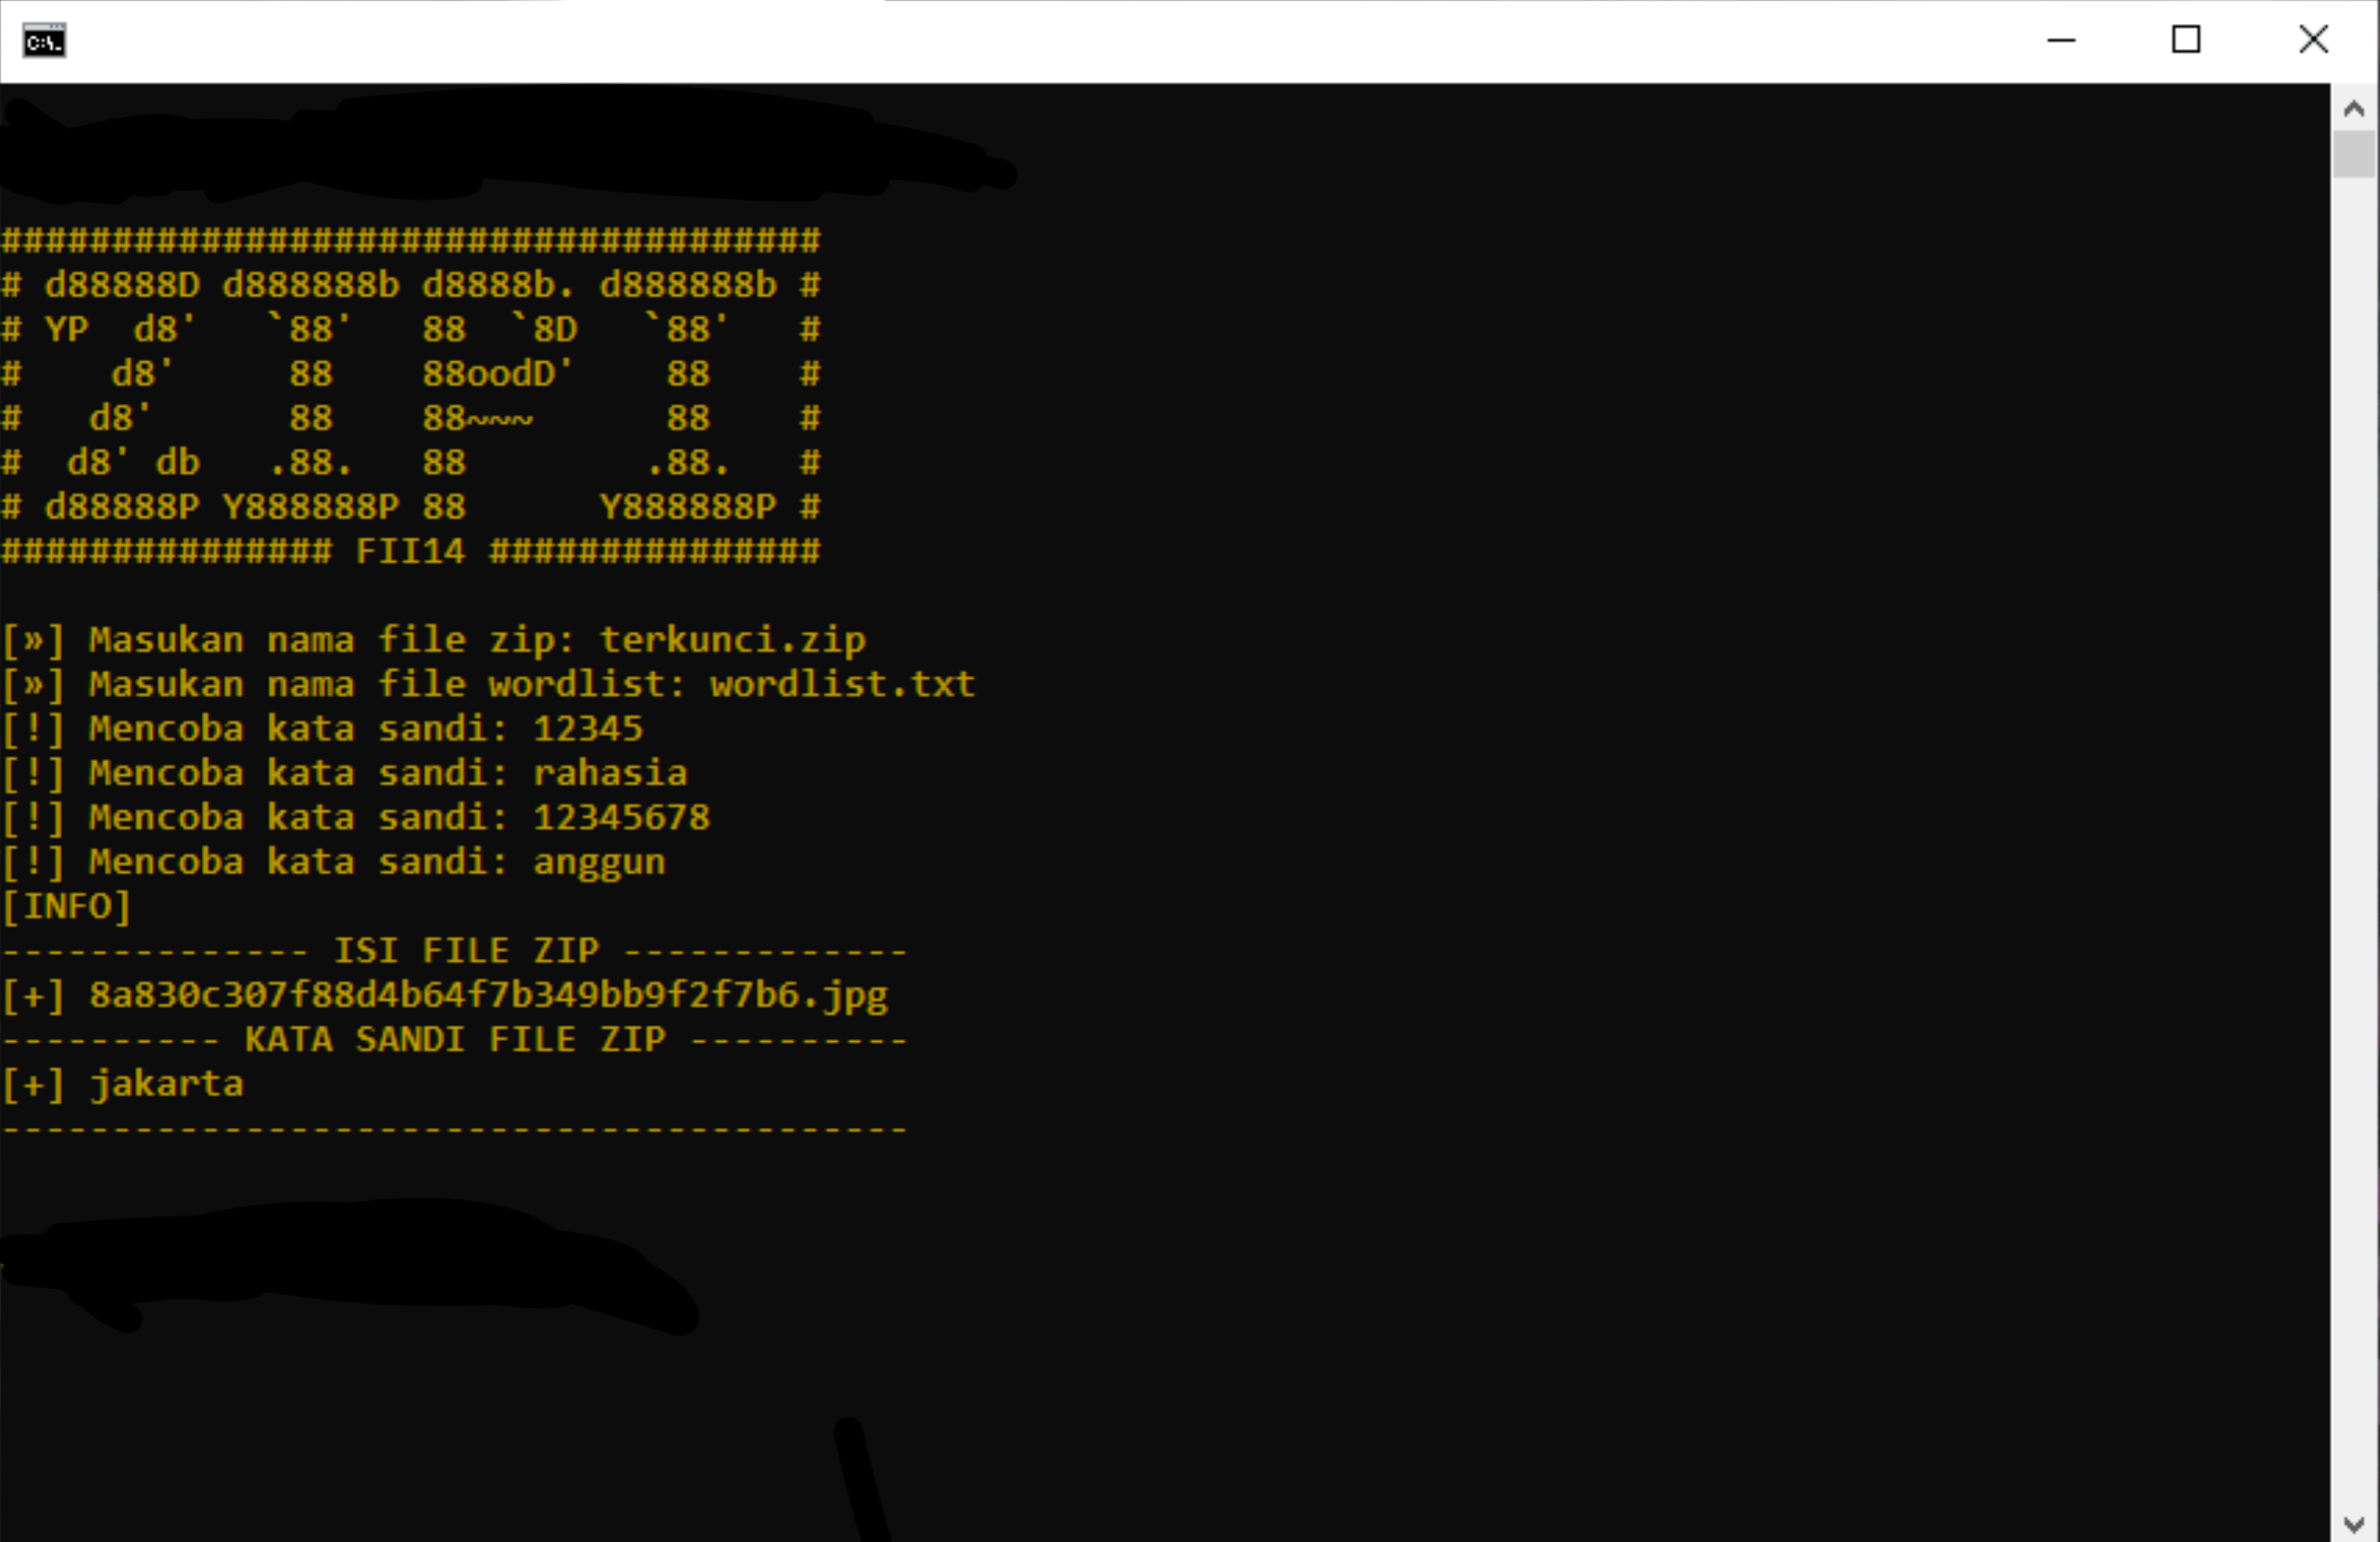 C:\_
#####################################
# d88888D d888888b d8888b. d888888b #
# YP  d8'   `88'   88  `8D   `88'   #
#    d8'     88    88oodD'    88    #
#   d8'      88    88~~~      88    #
#  d8' db   .88.   88        .88.   #
# d88888P Y888888P 88      Y888888P #
############### FII14 ###############
[»] Masukan nama file zip: terkunci.zip
[»] Masukan nama file wordlist: wordlist.txt
[!] Mencoba kata sandi: 12345
[!] Mencoba kata sandi: rahasia
[!] Mencoba kata sandi: 12345678
[!] Mencoba kata sandi: anggun
[INFO]
-------------- ISI FILE ZIP -------------
[+] 8a830c307f88d4b64f7b349bb9f2f7b6.jpg
---------- KATA SANDI FILE ZIP ----------
[+] jakarta
-----------------------------------------